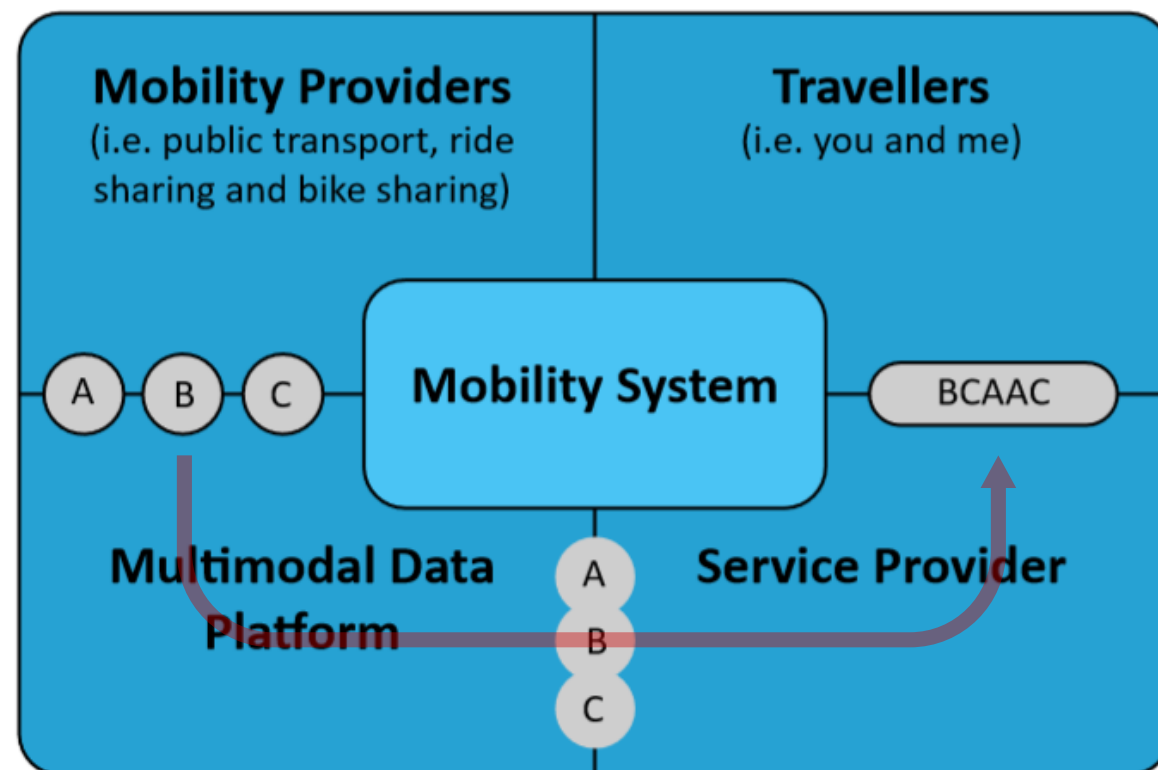 Mobility Providers
(i.e. public transport, ride
sharing and bike sharing)
Travellers
(i.e. you and me)
Mobility System
A
B
C
BCAAC
Multimodal Data
Platform
A
B
C
Service Provider